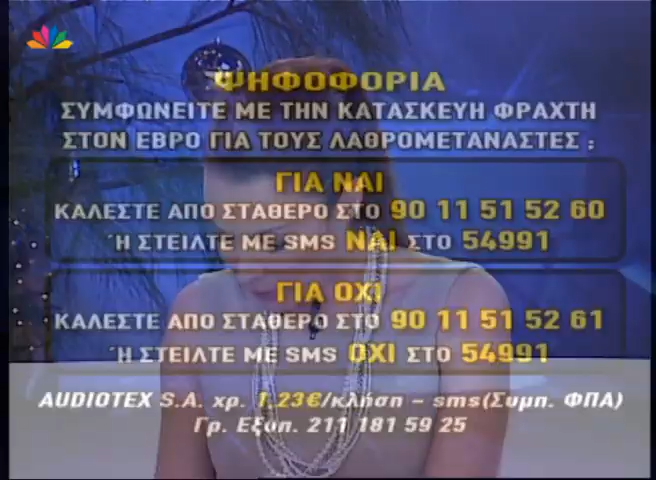 ΨΗΦΟΦΟΡΙΑ
ΣΥΜΦΩΝΕΙΤΕ ΜΕ ΤΗΝ ΚΑΤΑΣΚΕΥΗ ΦΡΑΧΤΗ
ΣΤΟΝ ΕΒΡΟ ΓΙΑ ΤΟΥΣ ΛΑΘΡΟΜΕΤΑΝΑΣΤΕΣ ;
ΓΙΑ ΝΑΙ
ΚΑΛΕΣΤΕ ΑΠΟ ΣΤΑΘΕΡΟ ΣΤΟ 90 11 51 52 60
Ή ΣΤΕΙΛΤΕ ΜΕ SMS ΝΑΙ ΣΤΟ 54991
ΓΙΑ ΟΧΙ
ΚΑΛΕΣΤΕ ΑΠΟ ΣΤΑΘΕΡΟ ΣΤΟ 90 11 51 52 61
Ή ΣΤΕΙΛΤΕ ΜΕ SMS ΟΧΙ ΣΤΟ 54991
AUDIOTEX S.A. χρ. 1,23€/κλήση – sms(Συμπ. ΦΠΑ)
Γρ. Εξυπ. 211 181 59 25